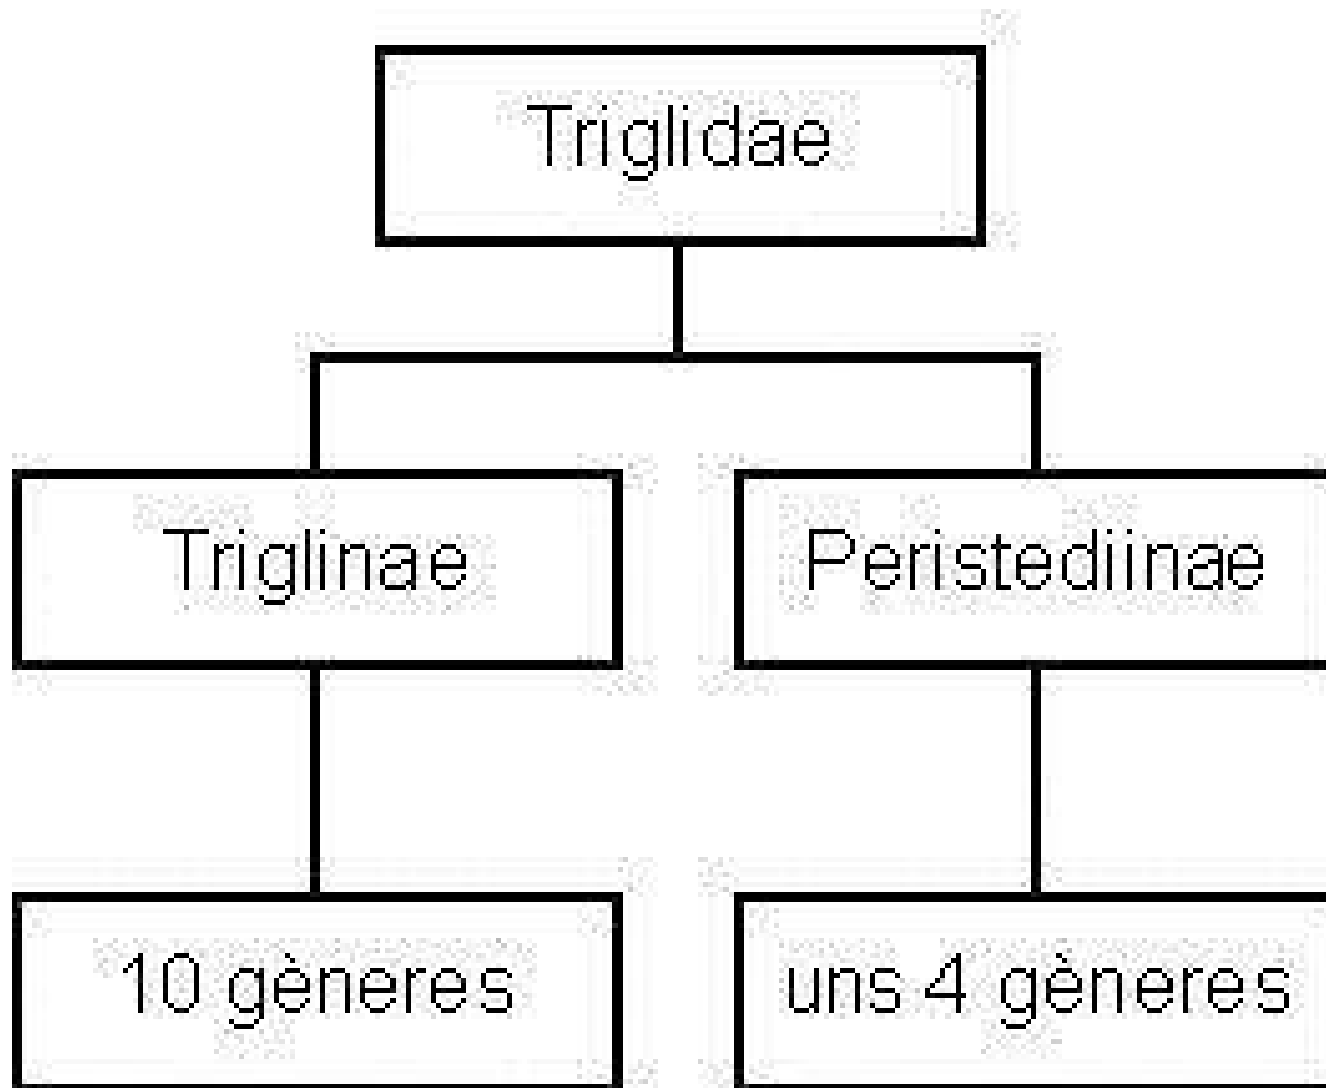 Triglidae
Triglinae
Peristediinae
10 gèneres
uns 4 gèneres